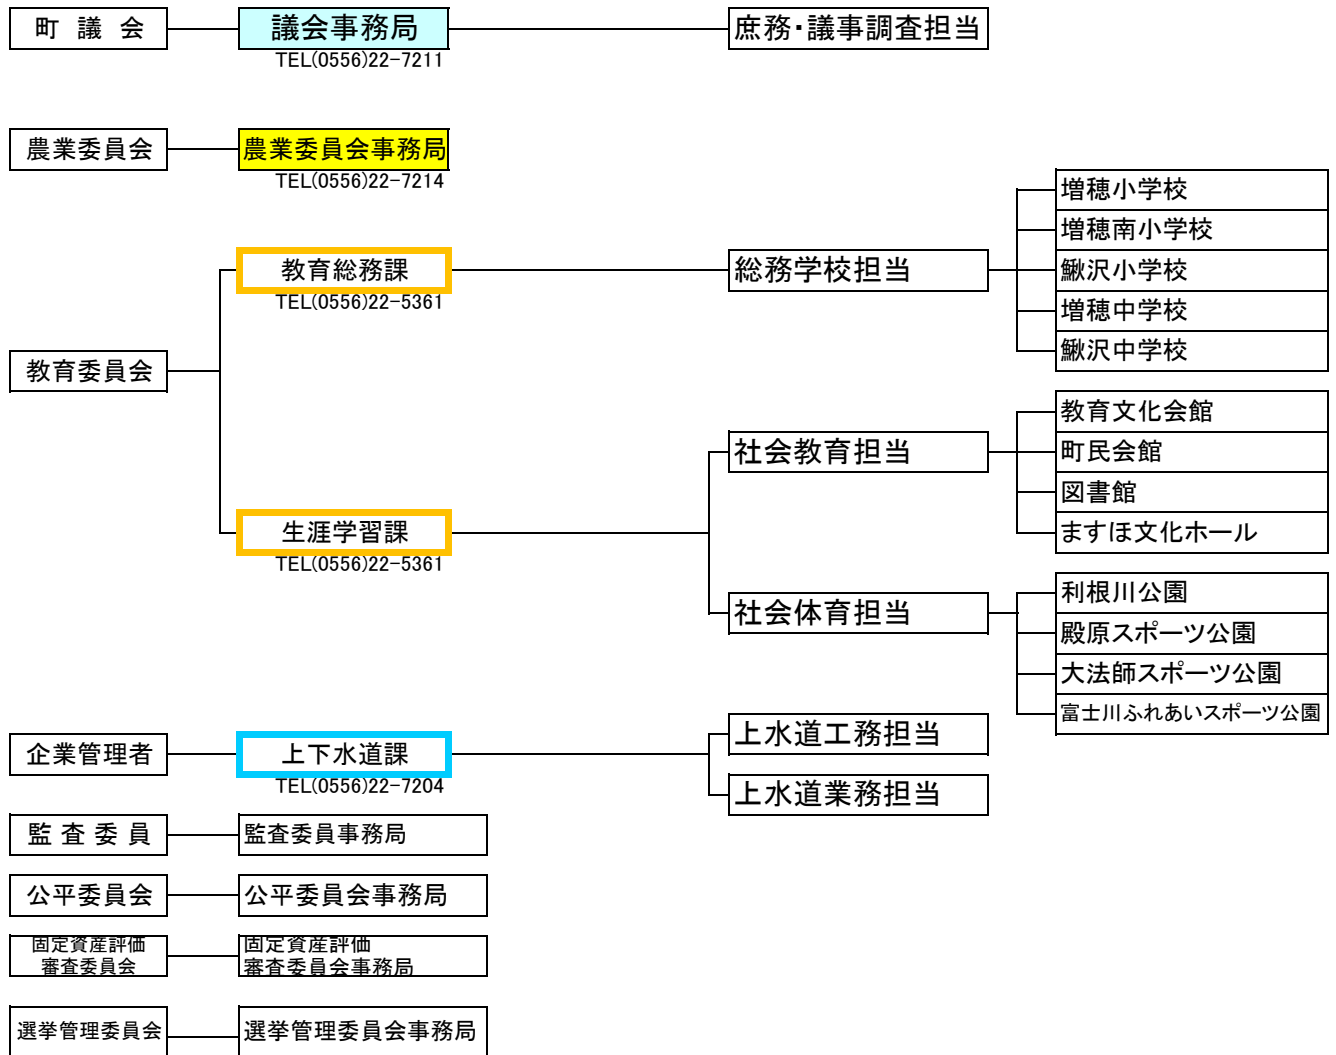 町 議 会
議会事務局
庶務・議事調査担当
TEL(0556)22-7211
農業委員会
農業委員会事務局
TEL(0556)22-7214
教育委員会
教育総務課
TEL(0556)22-5361
総務学校担当
増穂小学校
増穂南小学校
鰍沢小学校
増穂中学校
鰍沢中学校
生涯学習課
TEL(0556)22-5361
社会教育担当
教育文化会館
町民会館
図書館
ますほ文化ホール
社会体育担当
利根川公園
殿原スポーツ公園
大法師スポーツ公園
富士川ふれあいスポーツ公園
企業管理者
上下水道課
TEL(0556)22-7204
上水道工務担当
上水道業務担当
監 査 委 員
監査委員事務局
公平委員会
公平委員会事務局
固定資産評価
審査委員会
固定資産評価
審査委員会事務局
選挙管理委員会
選挙管理委員会事務局